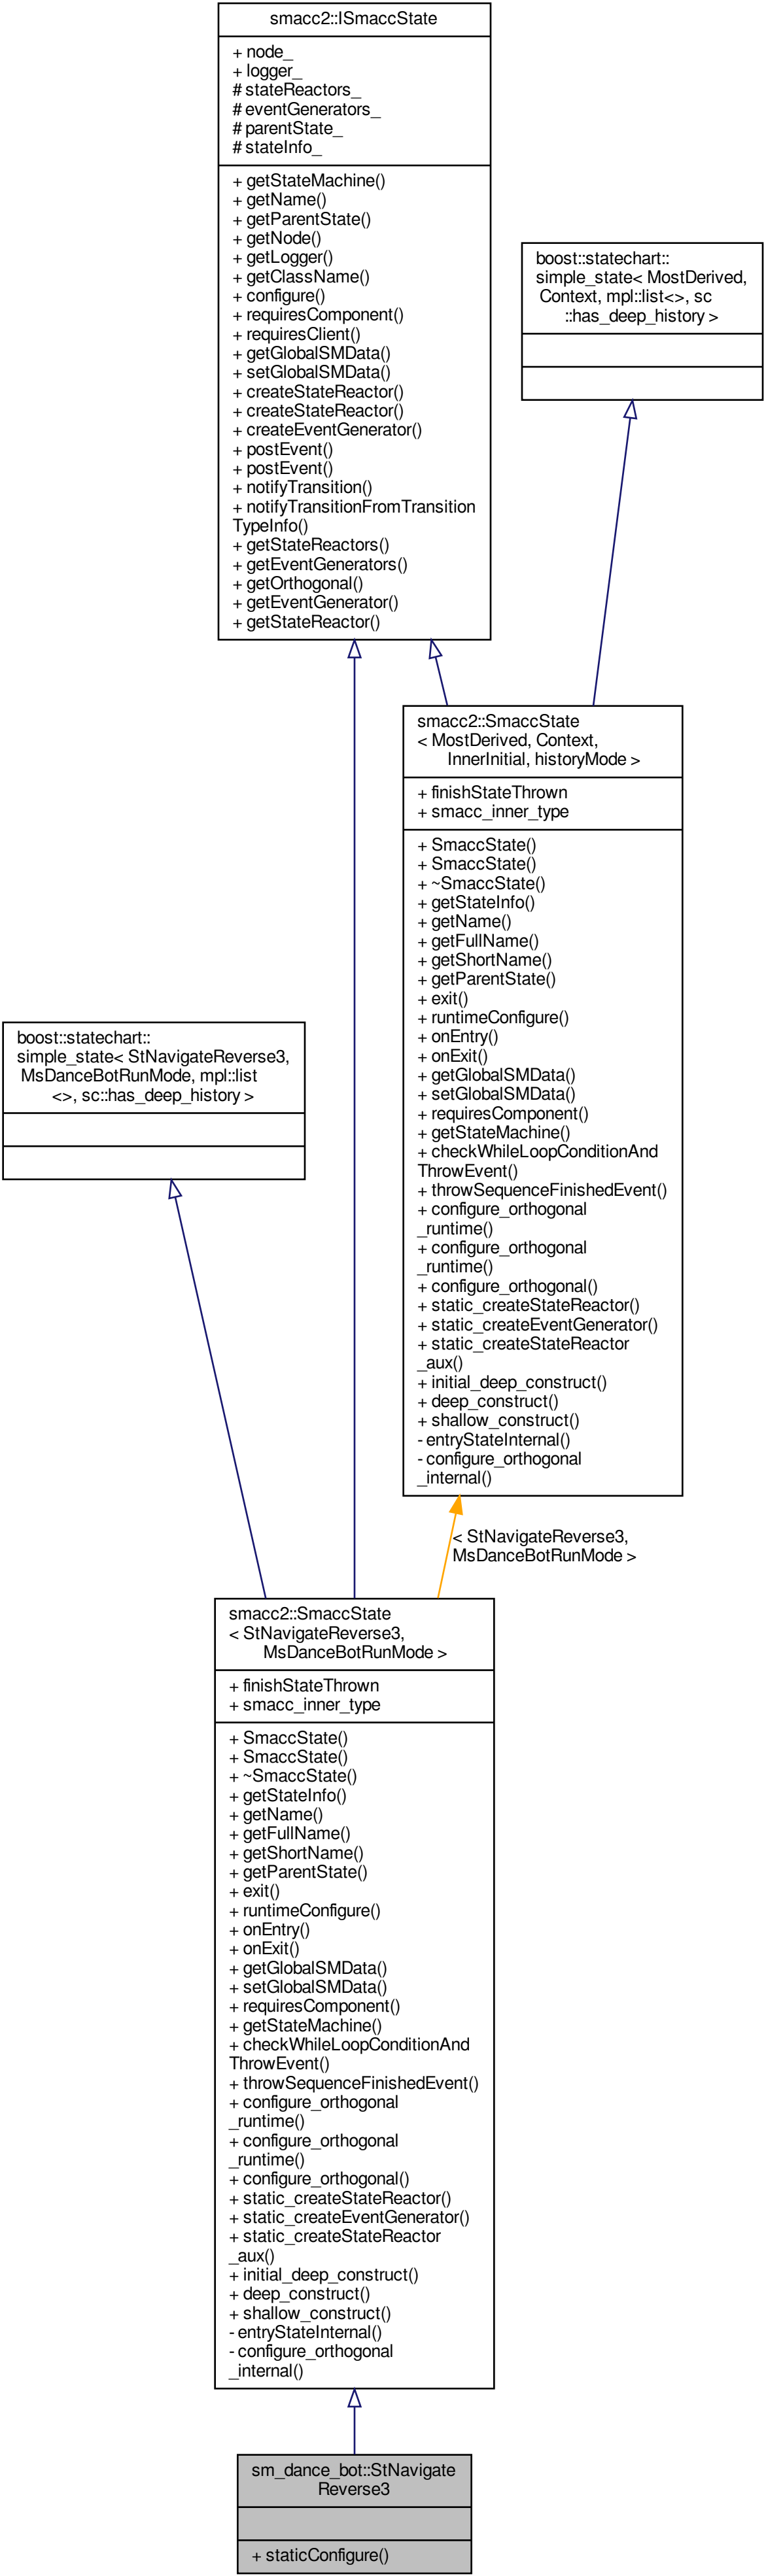 smacc2::ISmaccState
+ node_
+ logger_
# stateReactors_
# eventGenerators_
# parentState_
# stateInfo_
+ getStateMachine()
+ getName()
+ getParentState()
+ getNode()
+ getLogger()
+ getClassName()
+ configure()
+ requiresComponent()
+ requiresClient()
+ getGlobalSMData()
+ setGlobalSMData()
+ createStateReactor()
+ createStateReactor()
+ createEventGenerator()
+ postEvent()
+ postEvent()
+ notifyTransition()
+ notifyTransitionFromTransition
TypeInfo()
+ getStateReactors()
+ getEventGenerators()
+ getOrthogonal()
+ getEventGenerator()
+ getStateReactor()
boost::statechart::
simple_state< MostDerived,
Context, mpl::list<>, sc
::has_deep_history >
smacc2::SmaccState
< MostDerived, Context,
InnerInitial, historyMode >
+ finishStateThrown
+ smacc_inner_type
+ SmaccState()
+ SmaccState()
+ ~SmaccState()
+ getStateInfo()
+ getName()
+ getFullName()
+ getShortName()
+ getParentState()
+ exit()
+ runtimeConfigure()
+ onEntry()
+ onExit()
+ getGlobalSMData()
+ setGlobalSMData()
+ requiresComponent()
+ getStateMachine()
+ checkWhileLoopConditionAnd
ThrowEvent()
+ throwSequenceFinishedEvent()
+ configure_orthogonal
_runtime()
+ configure_orthogonal
_runtime()
+ configure_orthogonal()
+ static_createStateReactor()
+ static_createEventGenerator()
+ static_createStateReactor
_aux()
+ initial_deep_construct()
+ deep_construct()
+ shallow_construct()
- entryStateInternal()
- configure_orthogonal
_internal()
boost::statechart::
simple_state< StNavigateReverse3,
MsDanceBotRunMode, mpl::list
<>, sc::has_deep_history >
< StNavigateReverse3,
MsDanceBotRunMode >
smacc2::SmaccState
< StNavigateReverse3,
MsDanceBotRunMode >
+ finishStateThrown
+ smacc_inner_type
+ SmaccState()
+ SmaccState()
+ ~SmaccState()
+ getStateInfo()
+ getName()
+ getFullName()
+ getShortName()
+ getParentState()
+ exit()
+ runtimeConfigure()
+ onEntry()
+ onExit()
+ getGlobalSMData()
+ setGlobalSMData()
+ requiresComponent()
+ getStateMachine()
+ checkWhileLoopConditionAnd
ThrowEvent()
+ throwSequenceFinishedEvent()
+ configure_orthogonal
_runtime()
+ configure_orthogonal
_runtime()
+ configure_orthogonal()
+ static_createStateReactor()
+ static_createEventGenerator()
+ static_createStateReactor
_aux()
+ initial_deep_construct()
+ deep_construct()
+ shallow_construct()
- entryStateInternal()
- configure_orthogonal
_internal()
sm_dance_bot::StNavigate
Reverse3
+ staticConfigure()